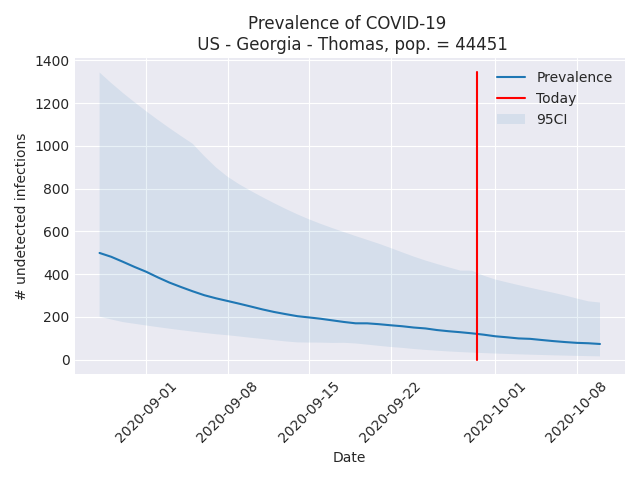 Prevalence of COVID-19
US - Georgia - Thomas, pop. = 44451
1400
1200
1000
800
600
400
200
0
# undetected infections
Prevalence
Today
95CI
2020-09-01
2020-09-08
2020-09-15
2020-09-22
2020-10-01
2020-10-08
Date